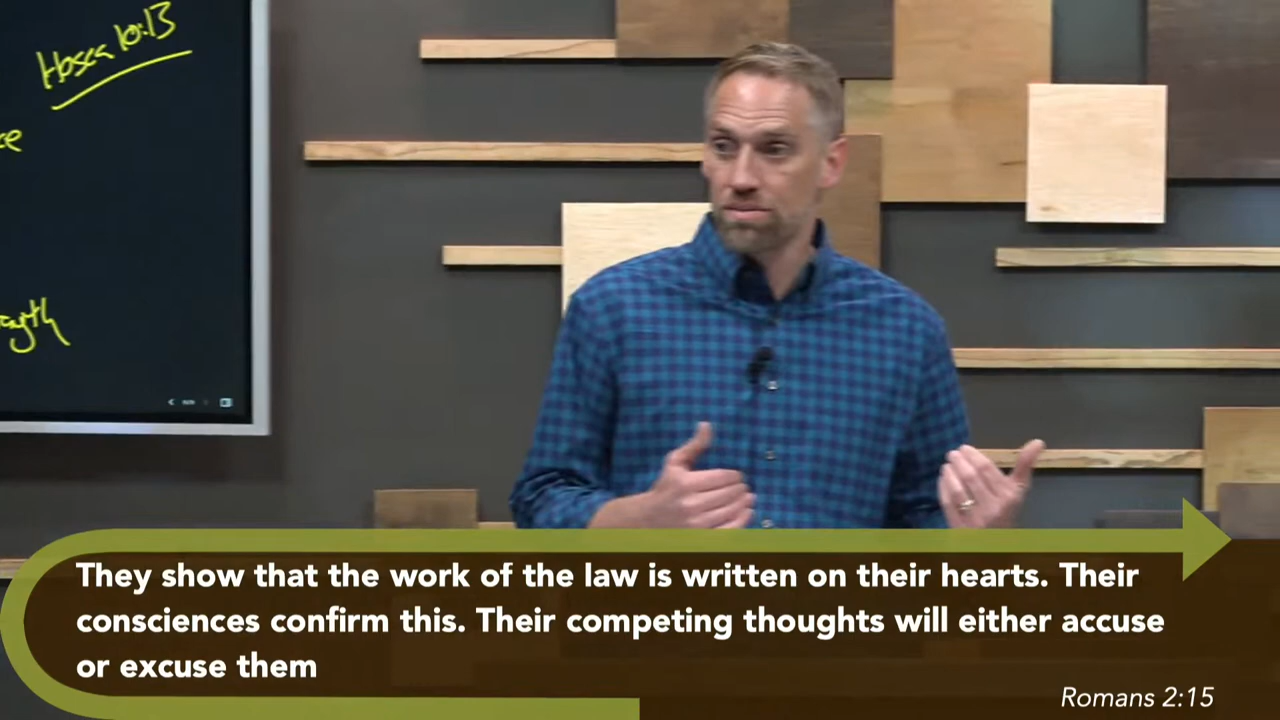 Hosea 10:13
They show that the work of the law is written on their hearts. Their
consciences confirm this. Their competing thoughts will either accuse
or excuse them
Romans 2:15